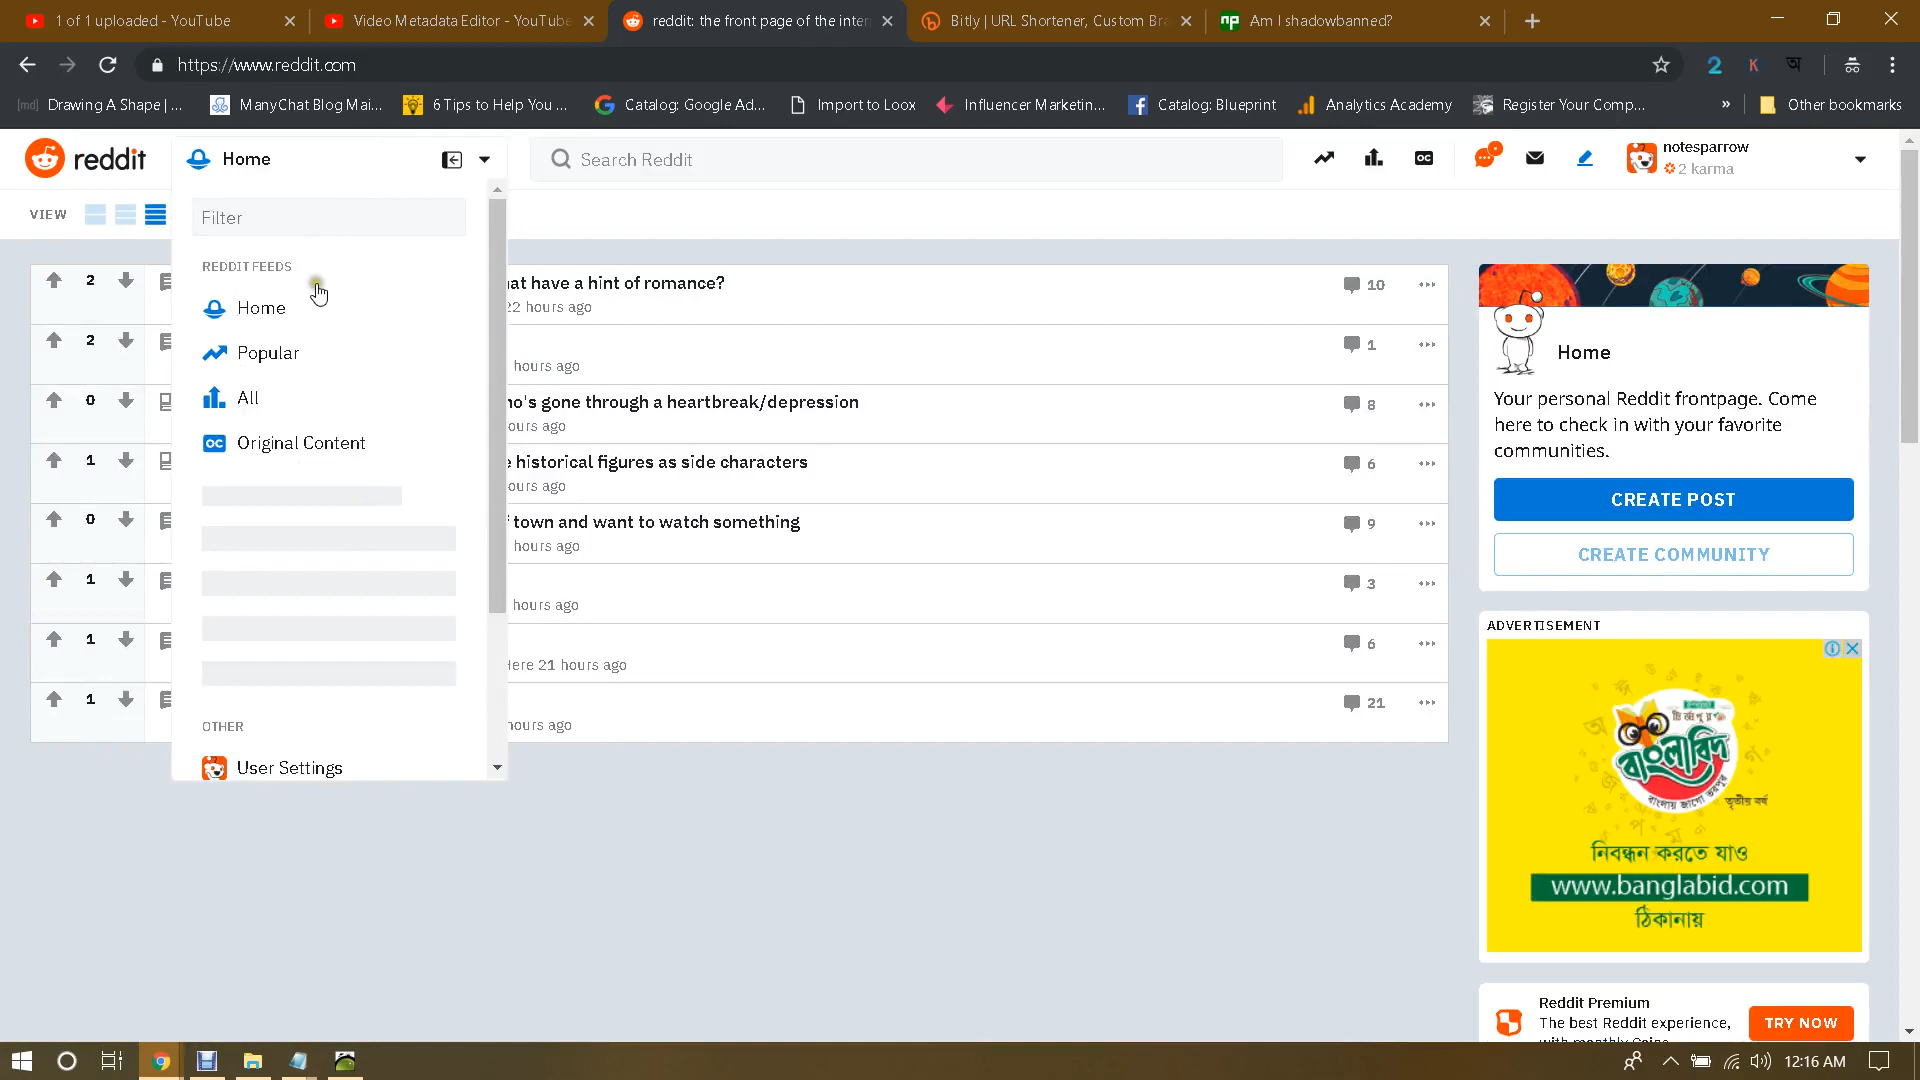 1 of 1 uploaded - YouTube
Video Metadata Editor - YouTube
reddit: the front page of the inter
Bitly | URL Shortener, Custom Bra
Am I shadowbanned?
https://www.reddit.com
Drawing A Shape | ...
ManyChat Blog Mai...
6 Tips to Help You ...
Catalog: Google Ad...
Import to Loox
Influencer Marketin...
Catalog: Blueprint
Analytics Academy
Register Your Comp...
Other bookmarks
reddit
Home
Search Reddit
notesparrow
2 karma
VIEW
Filter
REDDIT FEEDS
Home
Popular
All
Original Content
OTHER
User Settings
2
hat have a hint of romance?
22 hours ago
10
2
hours ago
1
0
ho's gone through a heartbreak/depression
ours ago
8
1
e historical figures as side characters
ours ago
6
0
f town and want to watch something
hours ago
9
1
hours ago
3
1
Here 21 hours ago
6
1
hours ago
21
Home
Your personal Reddit frontpage. Come
here to check in with your favorite
communities.
CREATE POST
CREATE COMMUNITY
ADVERTISEMENT
বাংলাবিদ
বাংলায় জাগো ভরপুর
তৃতীয় বর্ষ
নিবন্ধন করতে যাও
www.banglabid.com
ঠিকানায়
Reddit Premium
The best Reddit experience,
with monthly Coins
TRY NOW
12:16 AM